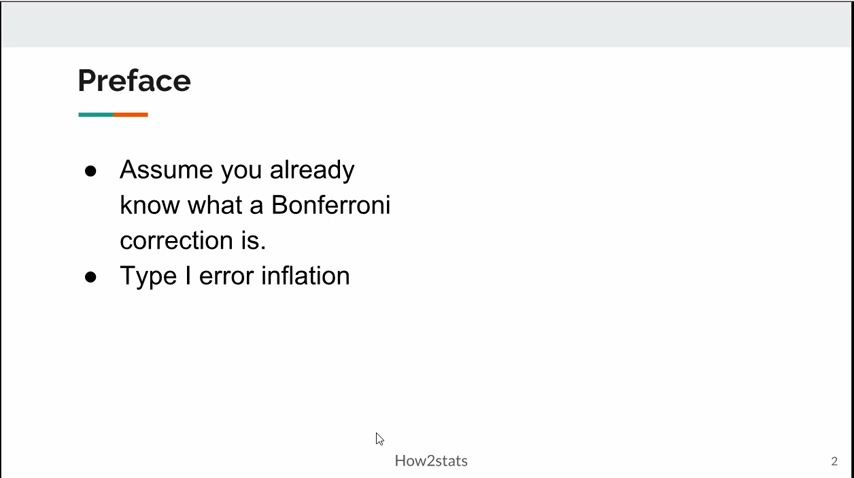 Preface
● Assume you already
know what a Bonferroni
correction is.
● Type I error inflation
How2stats
2